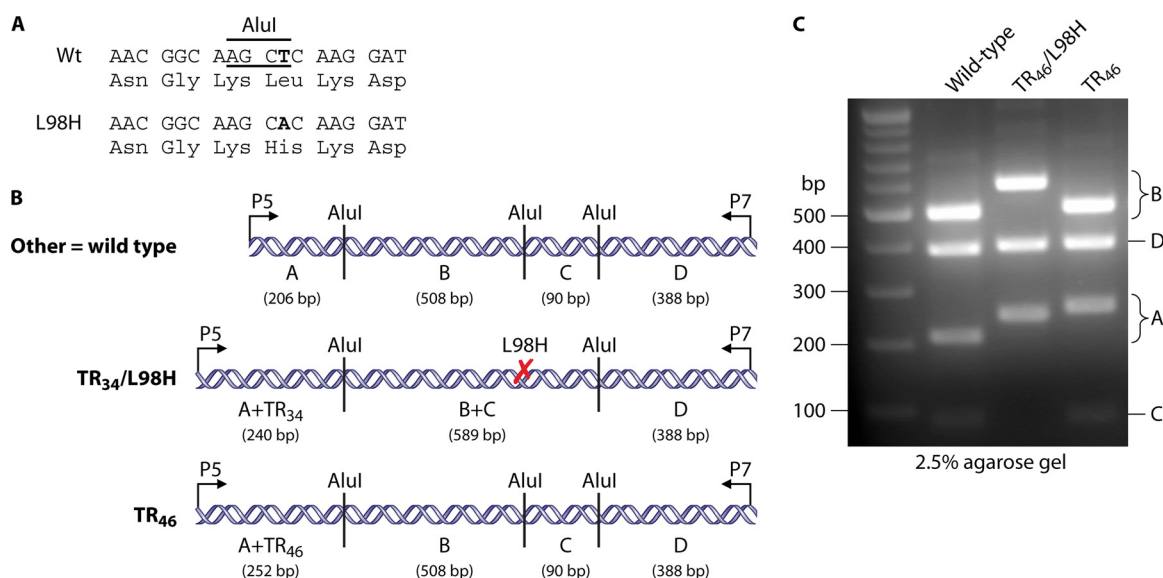 A
AluI
Wt AAC GGC AAG CTC AAG GAT
Asn Gly Lys Leu Lys Asp
L98H AAC GGC AAG CAC AAG GAT
Asn Gly Lys His Lys Asp
B
P5 AluI AluI AluI P7
Other = wild type
A B C D
(206 bp) (508 bp) (90 bp) (388 bp)
P5 AluI L98H AluI P7
✗
TR34/L98H
A+TR34 B+C D
(240 bp) (589 bp) (388 bp)
P5 AluI AluI AluI P7
TR46
A+TR46 B C D
(252 bp) (508 bp) (90 bp) (388 bp)
C
Wild-type
TR46/L98H
TR46
bp
B
500
400 D
300
A
200
100 C
2.5% agarose gel